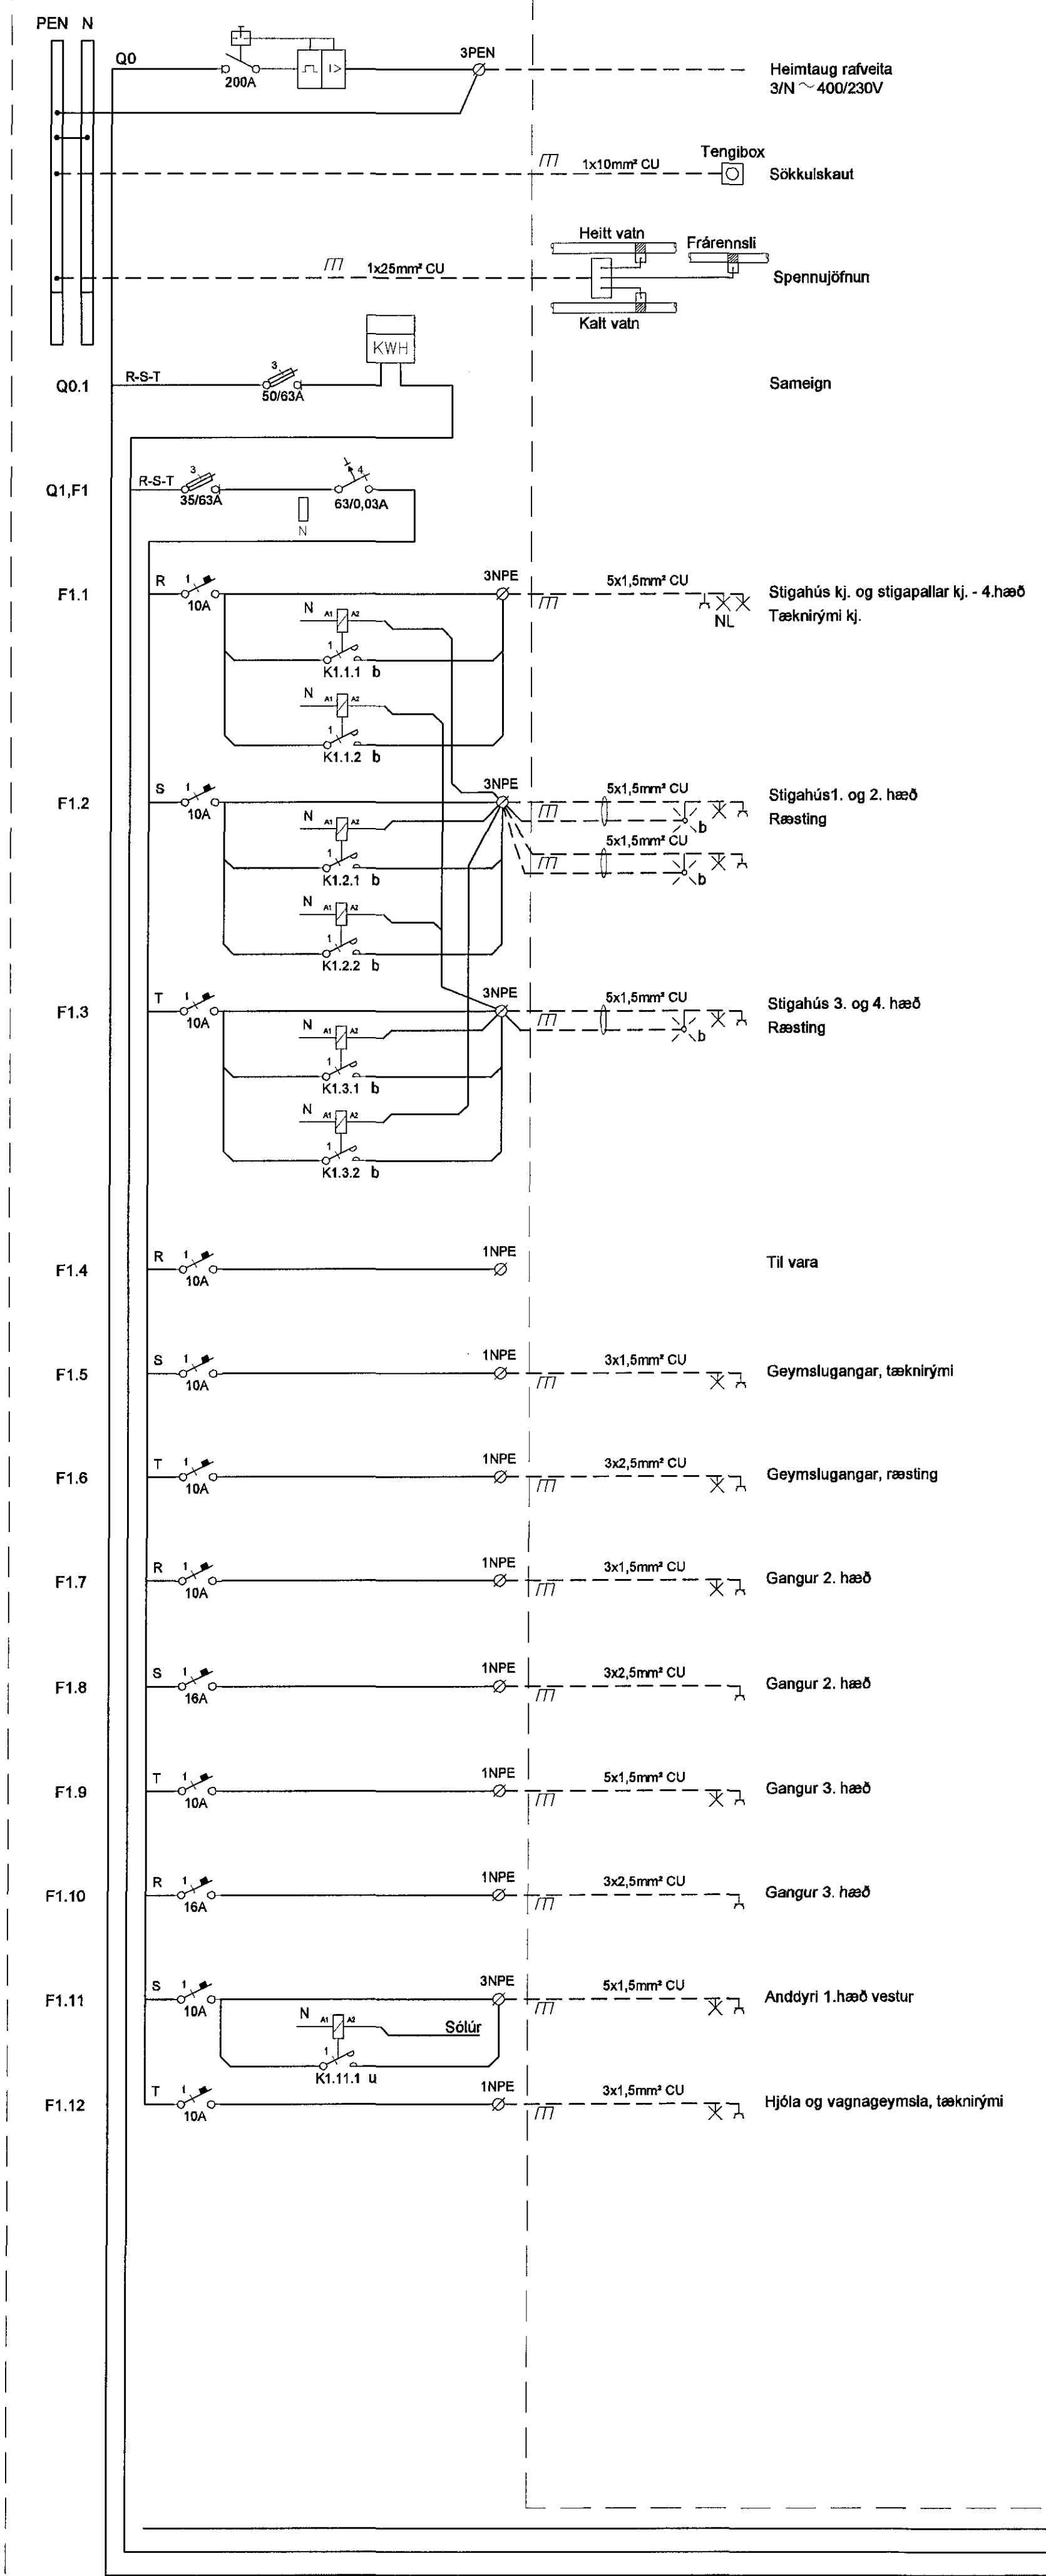 PEN N
Q0
200A
I>
3PEN
Heimtaug rafveita
3/N ~ 400/230V
1x10mm² CU
Tengibox
Sökkulskaut
1x25mm² CU
Heitt vatn
Frárennsli
Kalt vatn
Spennujöfnun
KWH
Q0.1
R-S-T
3
50/63A
Sameign
Q1,F1
R-S-T
3
35/63A
N
4
63/0,03A
F1.1
R
1
10A
3NPE
5x1,5mm² CU
NL
Stigahús kj. og stigapallar kj. - 4.hæð
Tæknirými kj.
N A1 A2
1
K1.1.1 b
N A1 A2
1
K1.1.2 b
F1.2
S
1
10A
3NPE
5x1,5mm² CU
b
5x1,5mm² CU
b
Stigahús1. og 2. hæð
Ræsting
N A1 A2
1
K1.2.1 b
N A1 A2
1
K1.2.2 b
F1.3
T
1
10A
3NPE
5x1,5mm² CU
b
Stigahús 3. og 4. hæð
Ræsting
N A1 A2
1
K1.3.1 b
N A1 A2
1
K1.3.2 b
F1.4
R
1
10A
1NPE
Til vara
F1.5
S
1
10A
1NPE
3x1,5mm² CU
Geymslugangar, tæknirými
F1.6
T
1
10A
1NPE
3x2,5mm² CU
Geymslugangar, ræsting
F1.7
R
1
10A
1NPE
3x1,5mm² CU
Gangur 2. hæð
F1.8
S
1
16A
1NPE
3x2,5mm² CU
Gangur 2. hæð
F1.9
T
1
10A
1NPE
5x1,5mm² CU
Gangur 3. hæð
F1.10
R
1
16A
1NPE
3x2,5mm² CU
Gangur 3. hæð
F1.11
S
1
10A
3NPE
5x1,5mm² CU
Anddyri 1.hæð vestur
N A1 A2
Sólúr
1
K1.11.1 u
F1.12
T
1
10A
1NPE
3x1,5mm² CU
Hjóla og vagnageymsla, tæknirými